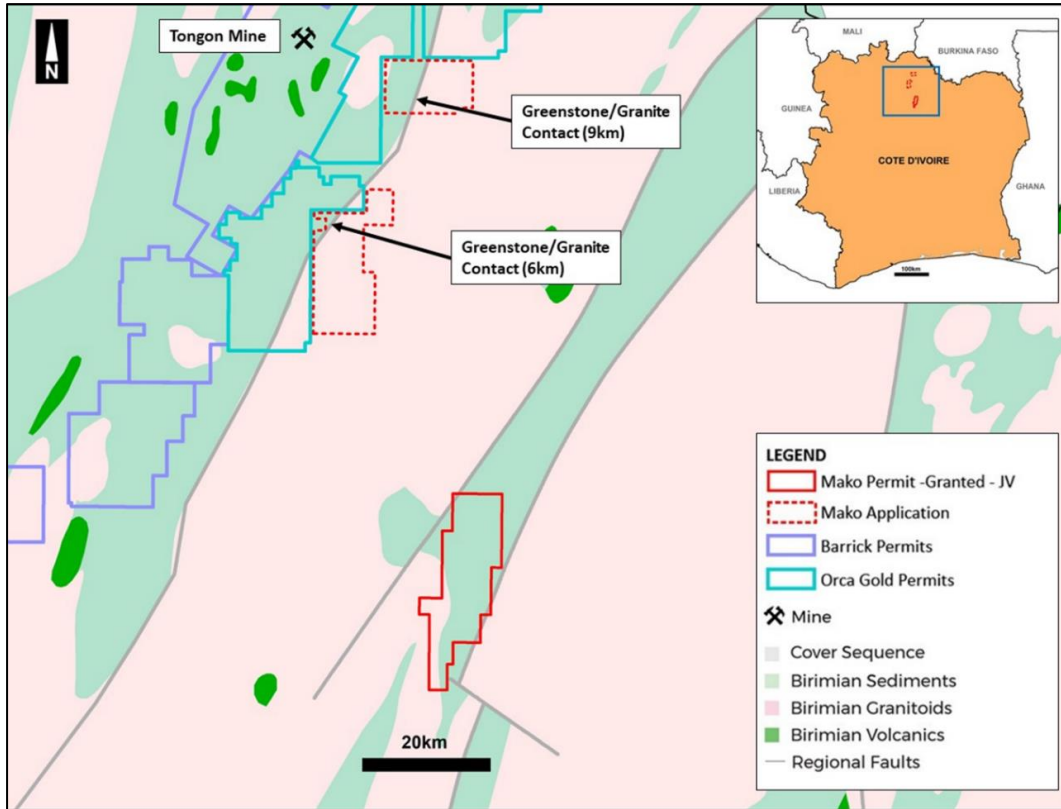 N
Tongon Mine
Greenstone/Granite
Contact (9km)
Greenstone/Granite
Contact (6km)
20km
MALI
BURKINA FASO
GUINEA
COTE D'IVOIRE
LIBERIA
GHANA
100km
LEGEND
Mako Permit -Granted - JV
Mako Application
Barrick Permits
Orca Gold Permits
Mine
Cover Sequence
Birimian Sediments
Birimian Granitoids
Birimian Volcanics
Regional Faults